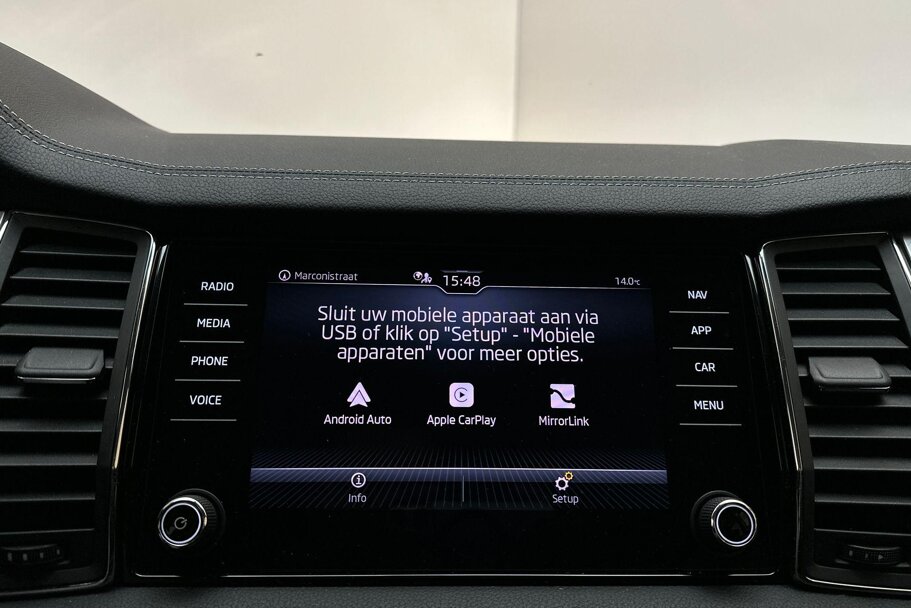 Marconistraat
15:48
14.0°C
RADIO
MEDIA
PHONE
VOICE
Sluit uw mobiele apparaat aan via
USB of klik op "Setup" - "Mobiele
apparaten" voor meer opties.
Android Auto
Apple CarPlay
MirrorLink
Info
Setup
NAV
APP
CAR
MENU